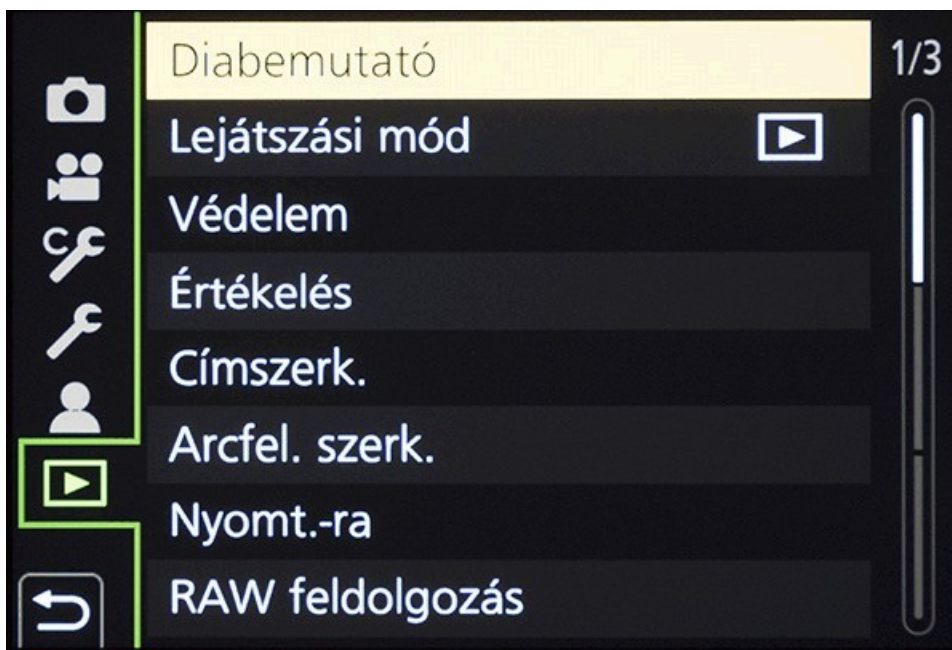 Diabemutató
1/3
Lejátszási mód
Védelem
C
Értékelés
Címszerk.
Arcfel. szerk.
Nyomt.-ra
RAW feldolgozás